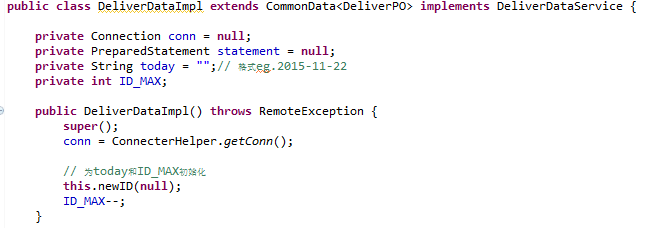 public class DeliverDataImpl extends CommonData<DeliverPO> implements DeliverDataService {
private Connection conn = null;
private PreparedStatement statement = null;
private String today = "";// 格式eg.2015-11-22
private int ID_MAX;
public DeliverDataImpl() throws RemoteException {
super();
conn = ConnecterHelper.getConn();
// 为today和ID_MAX初始化
this.newID(null);
ID_MAX--;
}